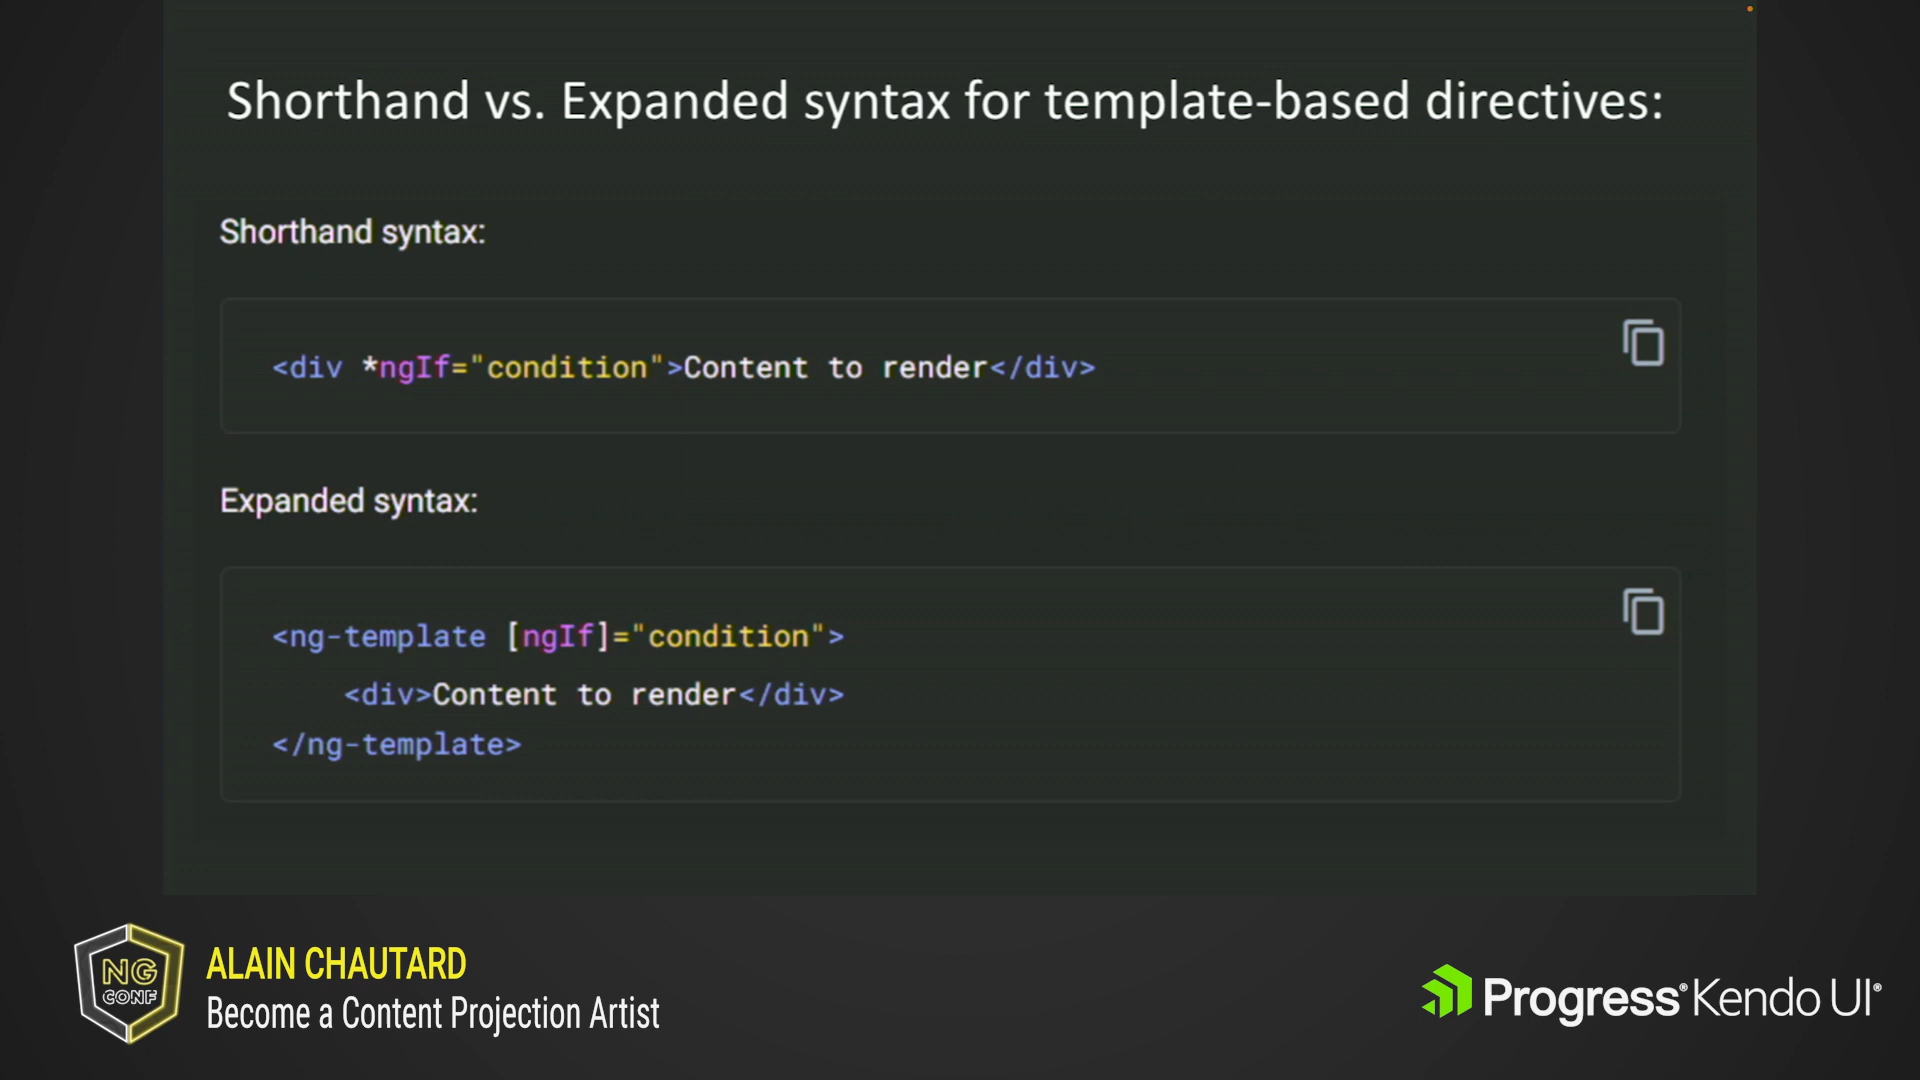 Shorthand vs. Expanded syntax for template-based directives:
Shorthand syntax:
<div *ngIf="condition">Content to render</div>
Expanded syntax:
<ng-template [ngIf]="condition">
<div>Content to render</div>
</ng-template>
NG
CONF
ALAIN CHAUTARD
Become a Content Projection Artist
Progress® Kendo UI®